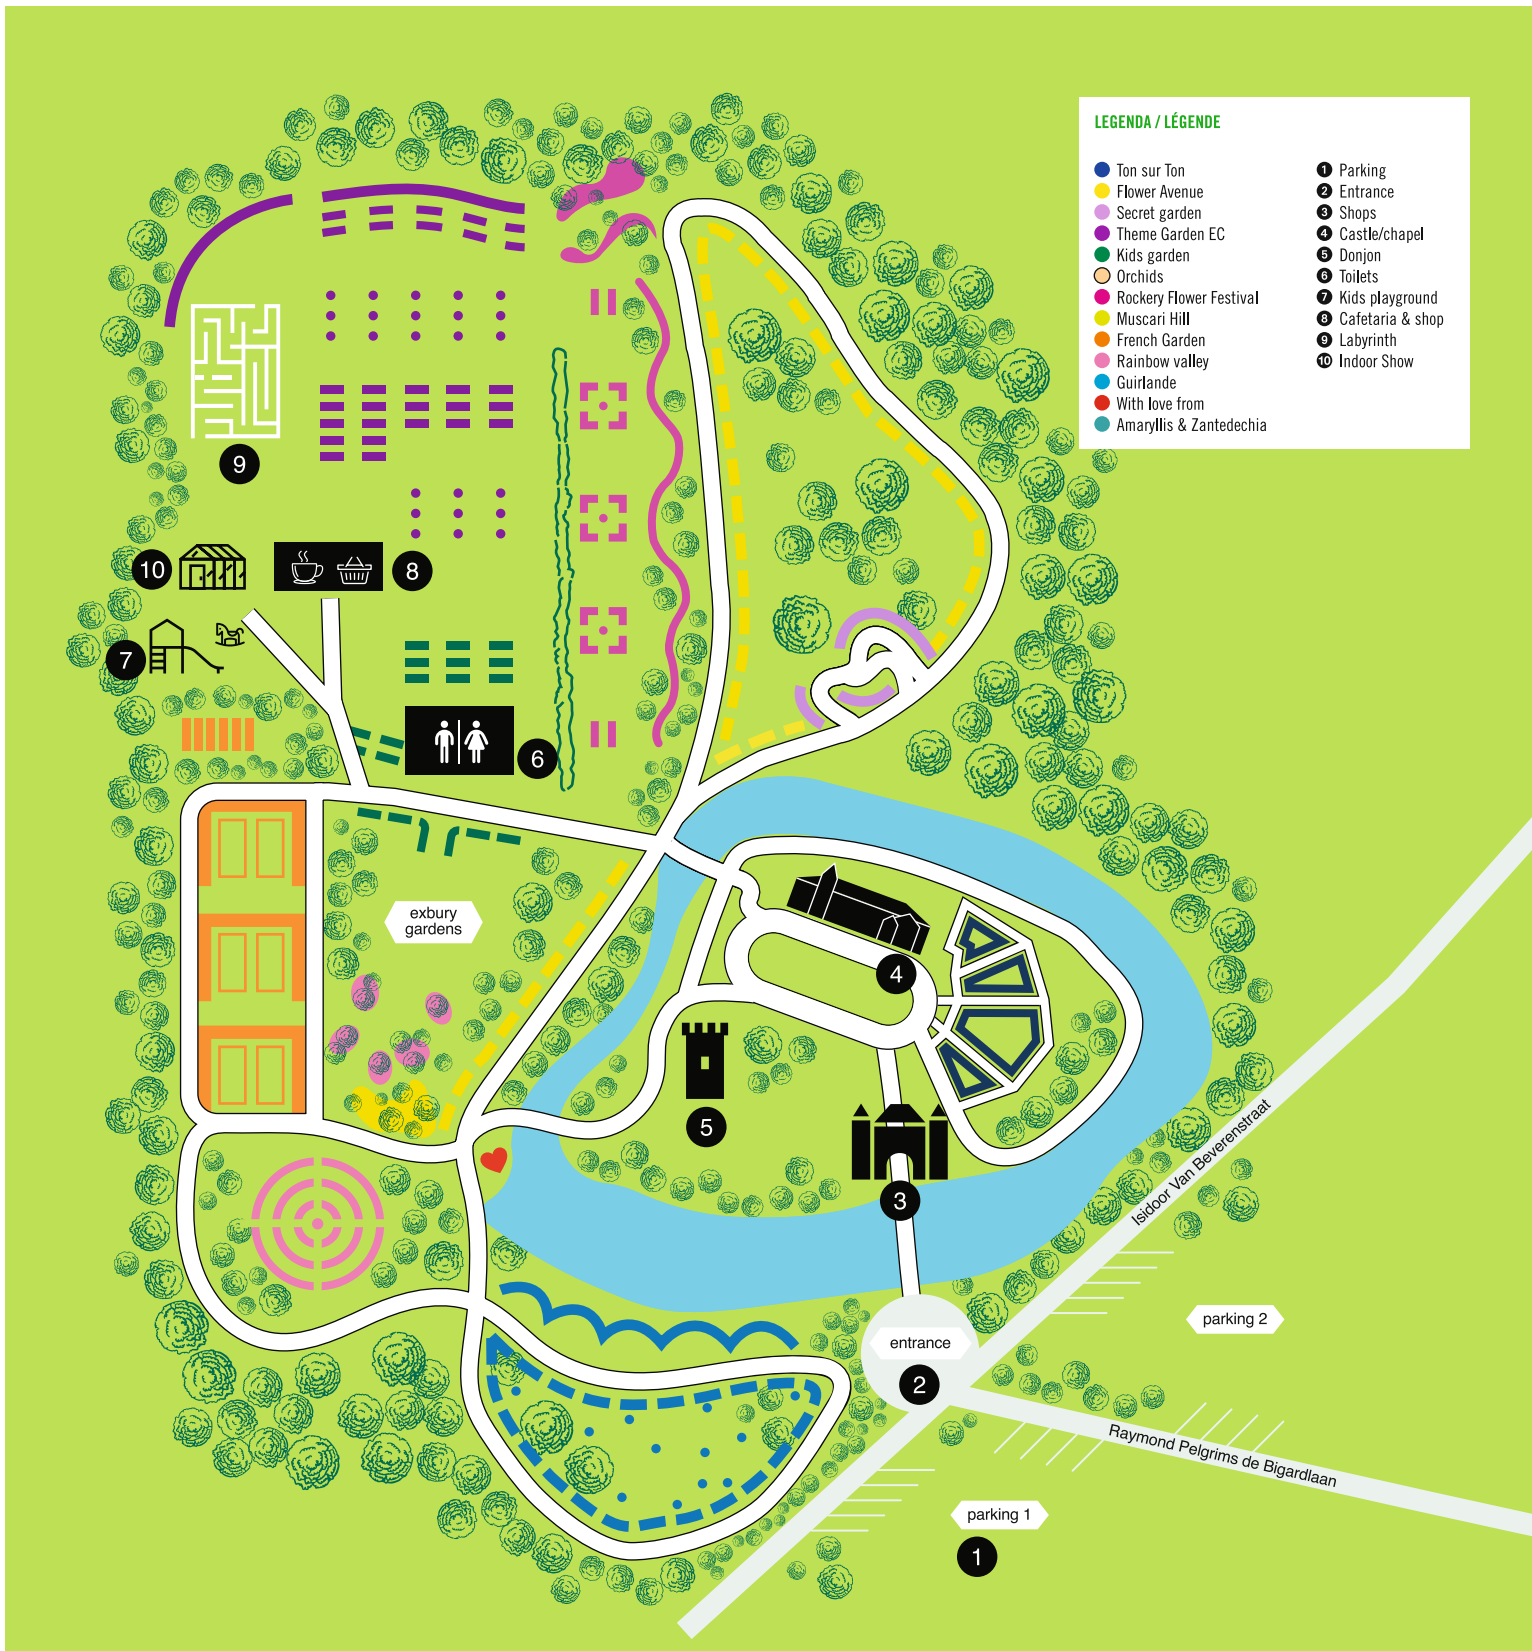 LEGENDA / LÉGENDE
Ton sur Ton
Flower Avenue
Secret garden
Theme Garden EC
Kids garden
Orchids
Rockery Flower Festival
Muscari Hill
French Garden
Rainbow valley
Guirlande
With love from
Amaryllis & Zantedechia
1 Parking
2 Entrance
3 Shops
4 Castle/chapel
5 Donjon
6 Toilets
7 Kids playground
8 Cafetaria & shop
9 Labyrinth
10 Indoor Show
9
10
8
7
6
exbury
gardens
4
5
3
Isidoor Van Beverenstraat
parking 2
entrance
2
Raymond Pelgrims de Bigardlaan
parking 1
1